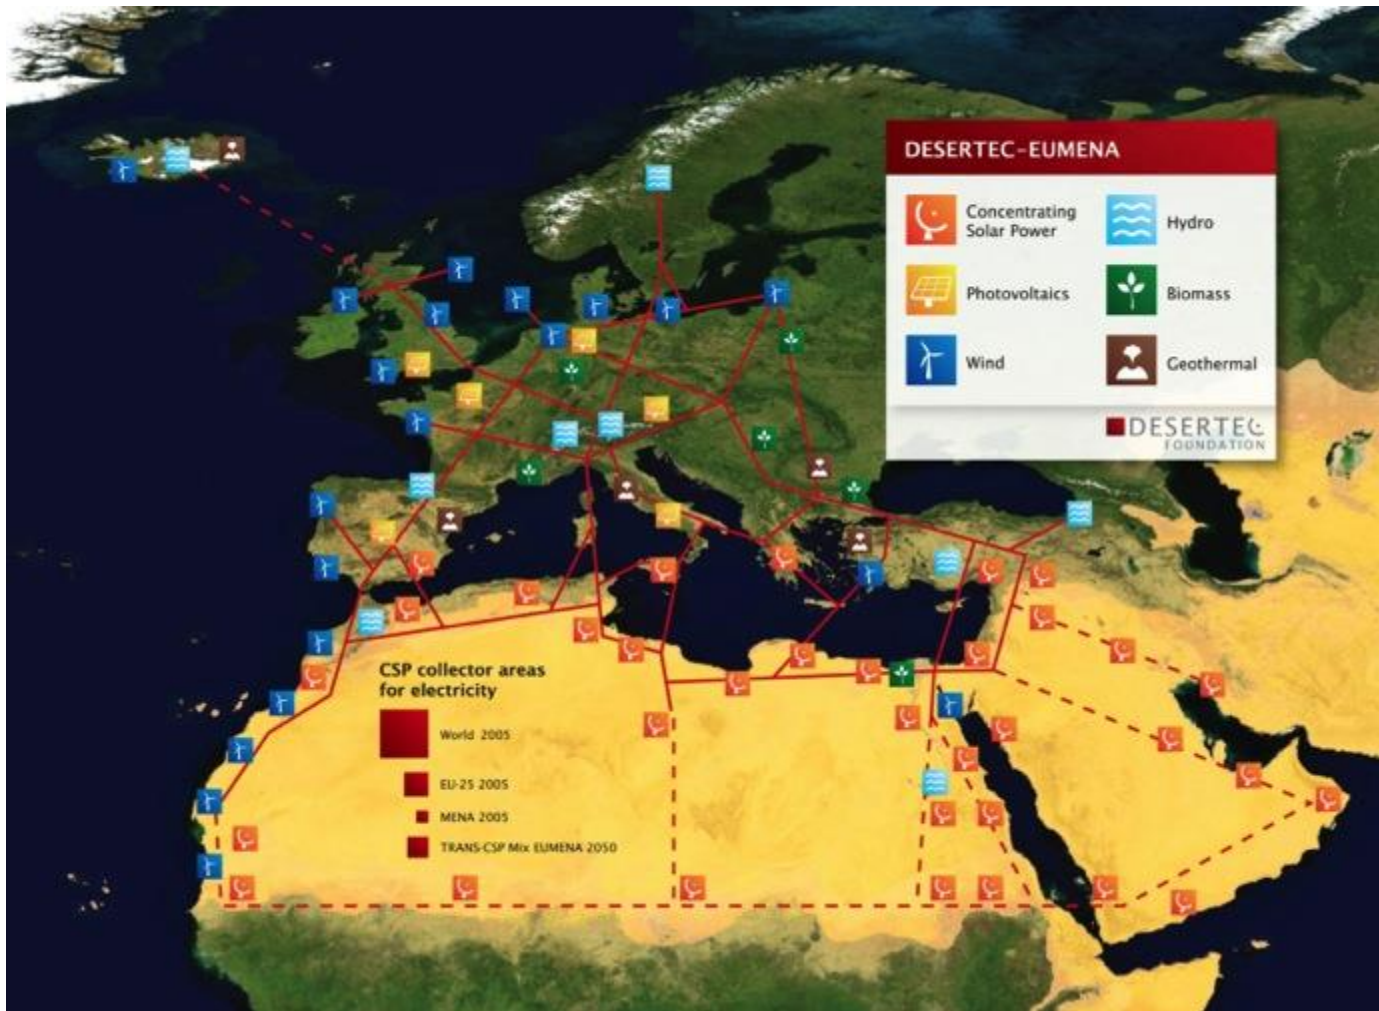 DESERTEC-EUMENA
Concentrating
Solar Power
Hydro
Photovoltaics
Biomass
Wind
Geothermal
DESERTEC
FOUNDATION
CSP collector areas
for electricity
World 2005
EU-25 2005
MENA 2005
TRANS-CSP Mix EUMENA 2050